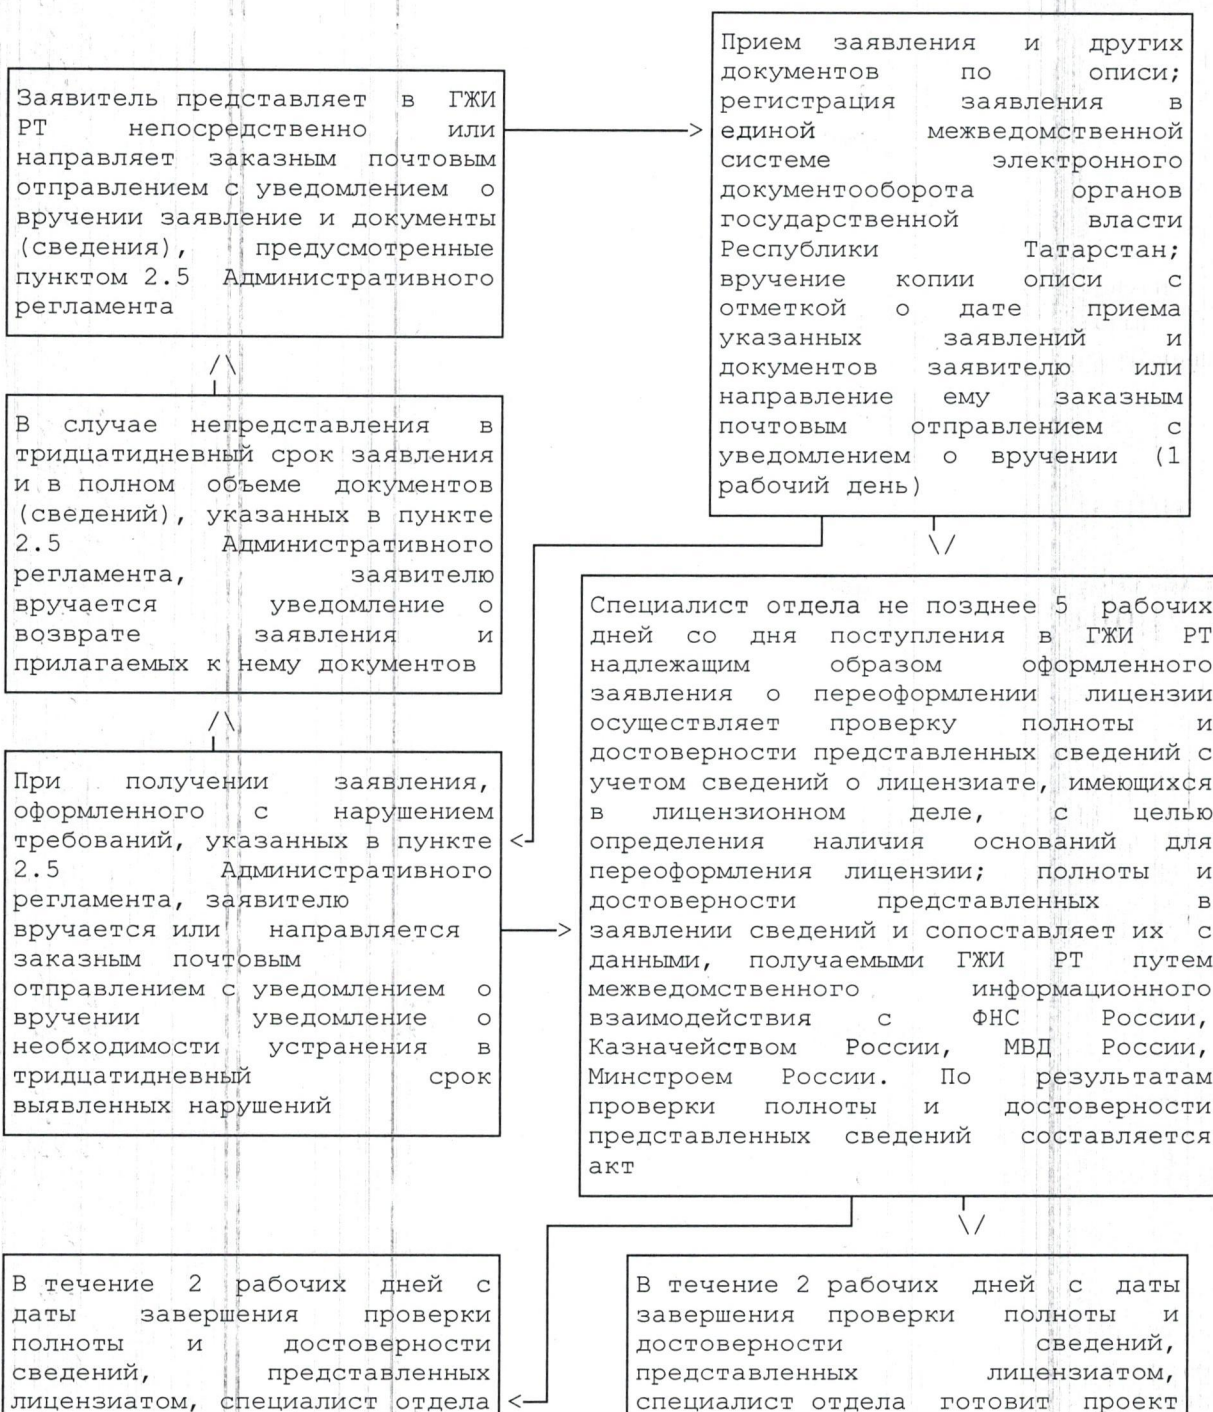 Заявитель представляет в ГЖИ
РТ непосредственно или
направляет заказным почтовым
отправлением с уведомлением о
вручении заявление и документы
(сведения), предусмотренные
пунктом 2.5 Административного
регламента
Прием заявления и других
документов по описи;
регистрация заявления в
единой межведомственной
системе электронного
документооборота органов
государственной власти
Республики Татарстан;
вручение копии описи с
отметкой о дате приема
указанных заявлений и
документов заявителю или
направление ему заказным
почтовым отправлением с
уведомлением о вручении (1
рабочий день)
В случае непредставления в
тридцатидневный срок заявления
и в полном объеме документов
(сведений), указанных в пункте
2.5 Административного
регламента, заявителю
вручается уведомление о
возврате заявления и
прилагаемых к нему документов
При получении заявления,
оформленного с нарушением
требований, указанных в пункте
2.5 Административного
регламента, заявителю
вручается или направляется
заказным почтовым
отправлением с уведомлением о
вручении уведомление о
необходимости устранения в
тридцатидневный срок
выявленных нарушений
Специалист отдела не позднее 5 рабочих
дней со дня поступления в ГЖИ РТ
надлежащим образом оформленного
заявления о переоформлении лицензии
осуществляет проверку полноты и
достоверности представленных сведений с
учетом сведений о лицензиате, имеющихся
в лицензионном деле, с целью
определения наличия оснований для
переоформления лицензии; полноты и
достоверности представленных в
заявлении сведений и сопоставляет их с
данными, получаемыми ГЖИ РТ путем
межведомственного информационного
взаимодействия с ФНС России,
Казначейством России, МВД России,
Минстроем России. По результатам
проверки полноты и достоверности
представленных сведений составляется
акт
В течение 2 рабочих дней с
даты завершения проверки
полноты и достоверности
сведений, представленных
лицензиатом, специалист отдела
В течение 2 рабочих дней с даты
завершения проверки полноты и
достоверности сведений,
представленных лицензиатом,
специалист отдела готовит проект